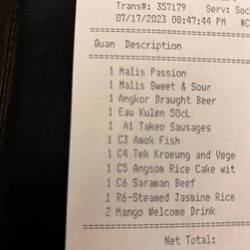 Trans#: 357179 Serv: Soc
07/17/2023 08:47:44 PM #C
Quan Description
1 Malis Passion
1 Malis Sweet & Sour
1 Angkor Draught Beer
1 Eau Kulen 50cL
1 A1 Takeo Sausages
1 C3 Amok Fish
1 C4 Tek Kroeung and Vege
1 C5 Angsom Rice Cake wit
1 C6 Saraman Beef
1 R6-Steamed Jasmine Rice
2 Mango Welcome Drink
Net Total: